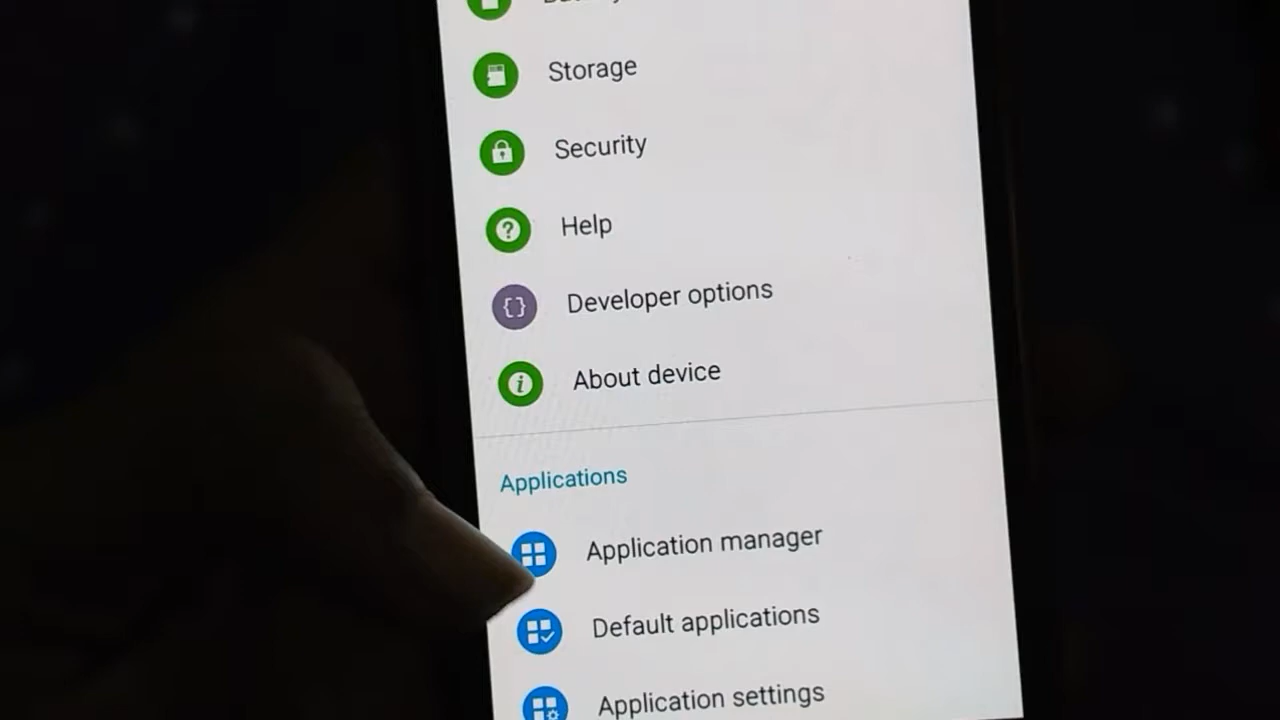 Storage
Security
Help
Developer options
About device
Applications
Application manager
Default applications
Application settings